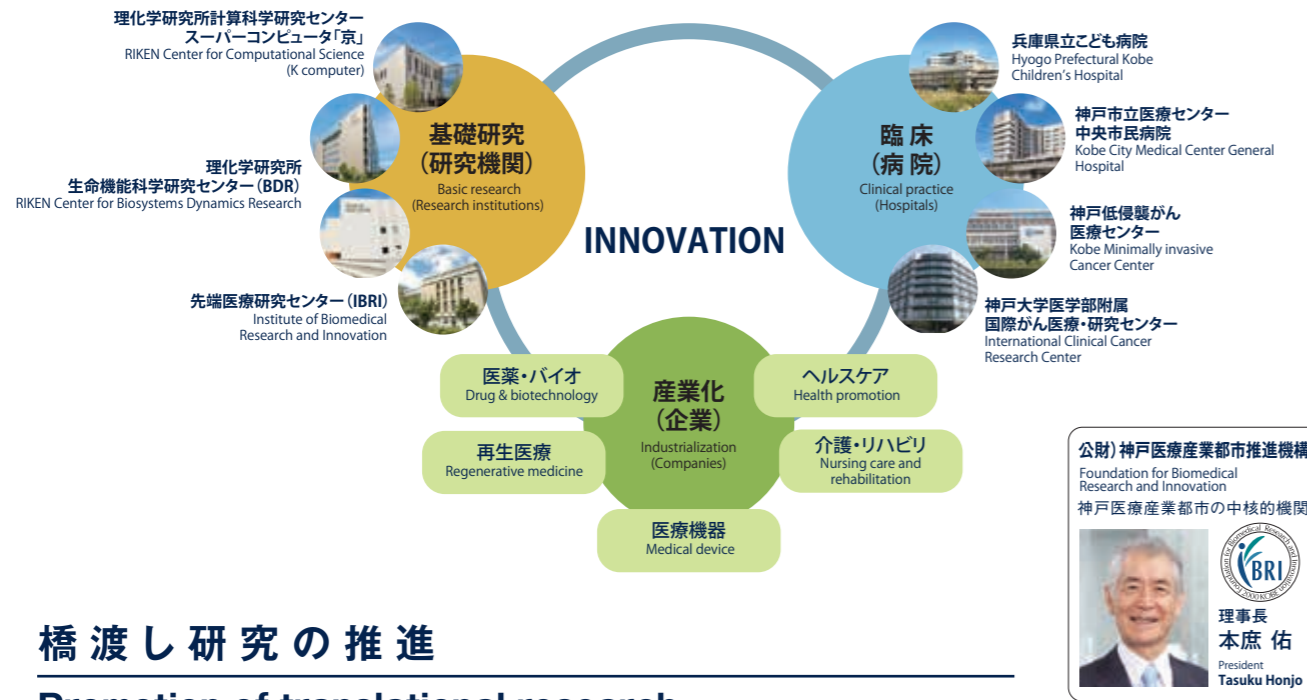 理化学研究所計算科学研究センター
スーパーコンピュータ「京」
RIKEN Center for Computational Science
(K computer)
理化学研究所
生命機能科学研究センター（BDR）
RIKEN Center for Biosystems Dynamics Research
先端医療研究センター（IBRI）
Institute of Biomedical
Research and Innovation
基礎研究
（研究機関）
Basic research
(Research institutions)
INNOVATION
臨床
（病院）
Clinical practice
(Hospitals)
兵庫県立こども病院
Hyogo Prefectural Kobe
Children's Hospital
神戸市立医療センター
中央市民病院
Kobe City Medical Center General
Hospital
神戸低侵襲がん
医療センター
Kobe Minimally invasive
Cancer Center
神戸大学医学部附属
国際がん医療・研究センター
International Clinical Cancer
Research Center
産業化
（企業）
Industrialization
(Companies)
医薬・バイオ
Drug & biotechnology
再生医療
Regenerative medicine
医療機器
Medical device
ヘルスケア
Health promotion
介護・リハビリ
Nursing care and
rehabilitation
公財）神戸医療産業都市推進機構
Foundation for Biomedical
Research and Innovation
神戸医療産業都市の中核的機関
Foundation for Biomedical Research and Innovation
2000 KOBE
IBRI
理事長
本庶 佑
President
Tasuku Honjo
橋渡し研究の推進
Promotion of translational research